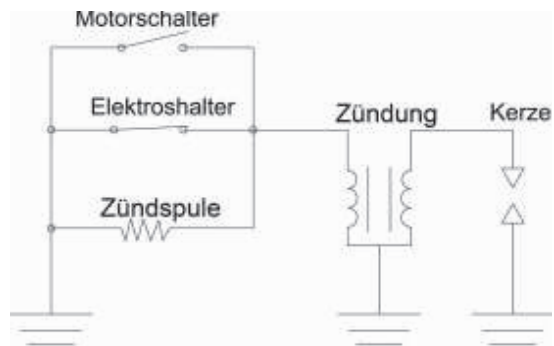 Motorschalter
Elektroshalter
Zündung
Kerze
Zündspule